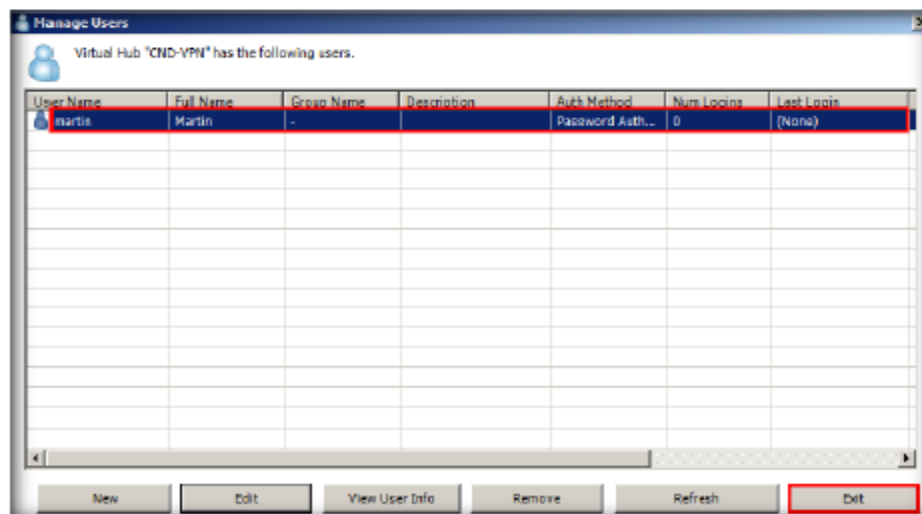 Manage Users
Virtual Hub "CND-VPN" has the following users.
User Name Full Name Group Name Description Auth Method Num Logins Last Login
martin Martin - Password Auth... 0 (None)
New Edit View User Info Remove Refresh Exit